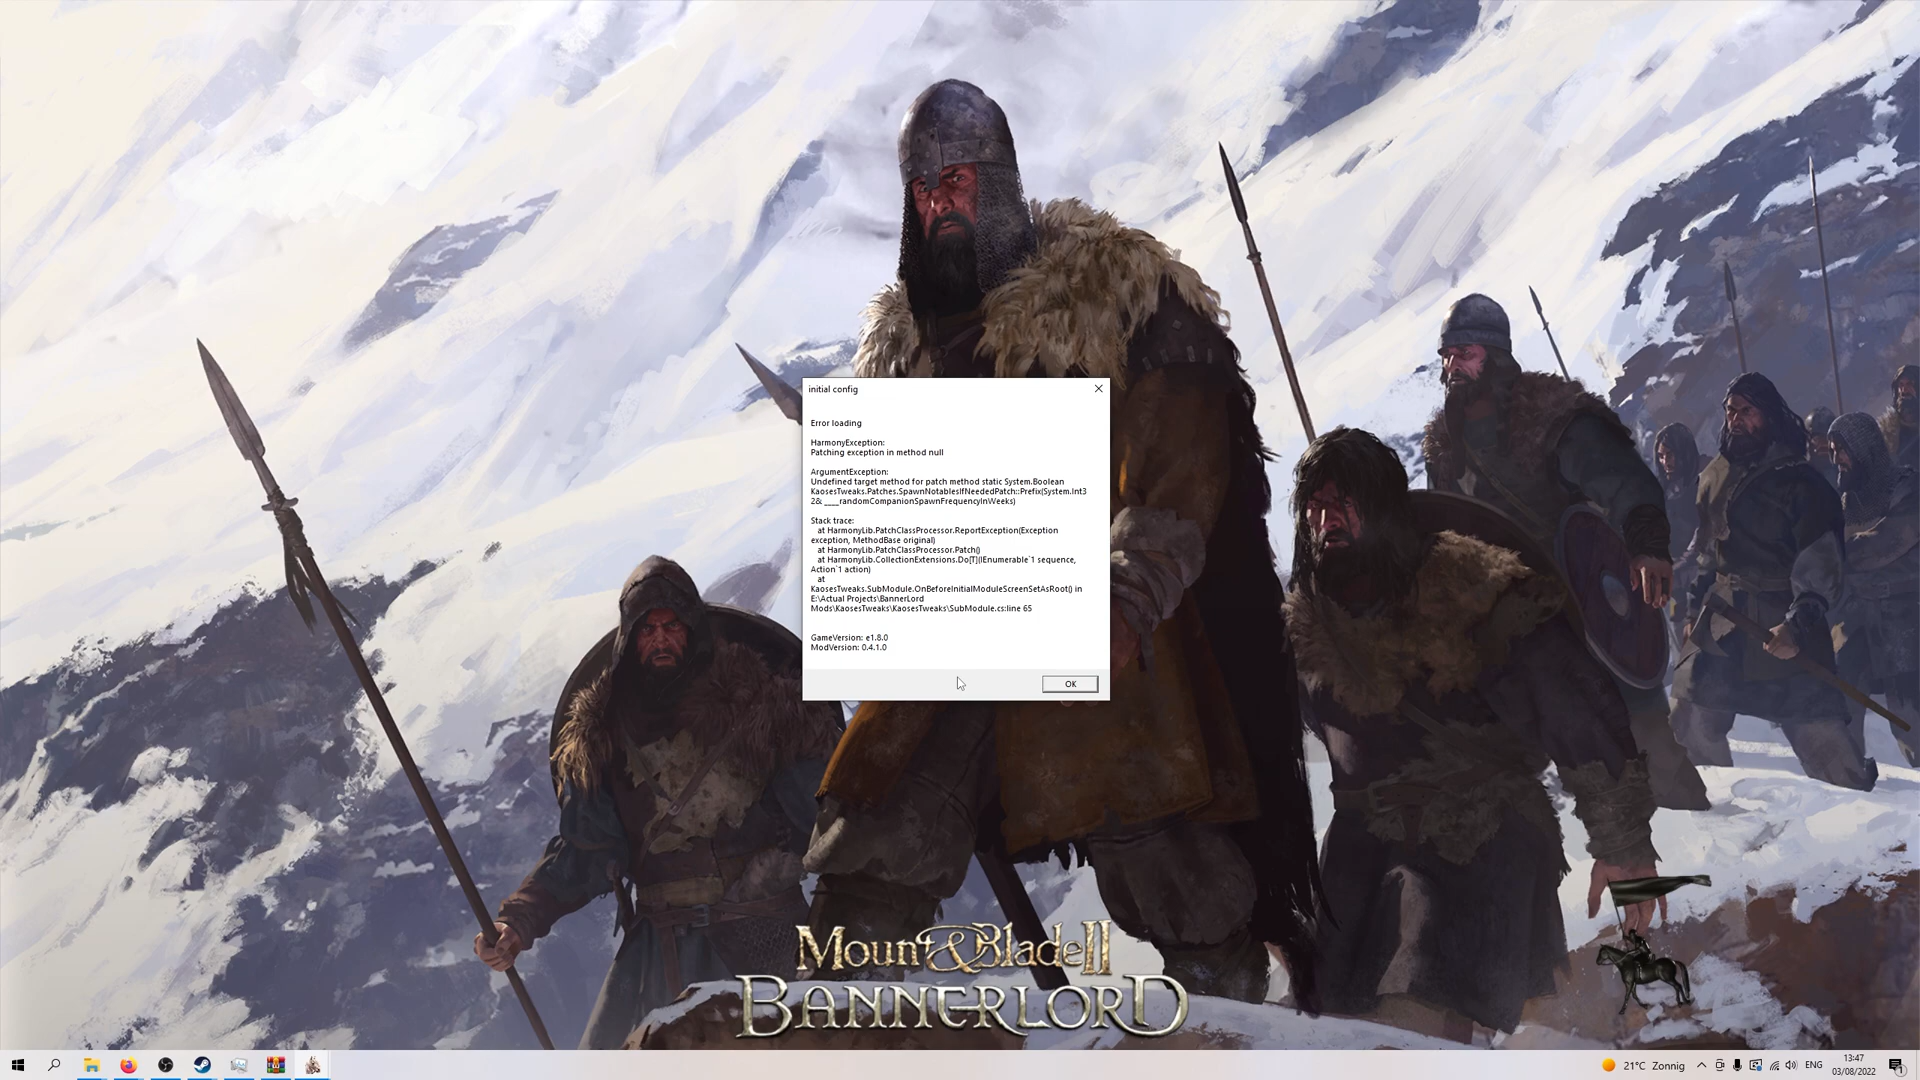 initial config
Error loading
HarmonyException:
Patching exception in method null
ArgumentException:
Undefined target method for patch method static System.Boolean
KaosesTweaks.Patches.SpawnNotablesIfNeededPatch::Prefix(System.Int3
2& ____randomCompanionSpawnFrequencyInWeeks)
Stack trace:
at HarmonyLib.PatchClassProcessor.ReportException(Exception
exception, MethodBase original)
at HarmonyLib.PatchClassProcessor.Patch()
at HarmonyLib.CollectionExtensions.Do[T](IEnumerable`1 sequence,
Action`1 action)
at
KaosesTweaks.SubModule.OnBeforeInitialModuleScreenSetAsRoot() in
E:\Actual Projects\BannerLord
Mods\KaosesTweaks\KaosesTweaks\SubModule.cs:line 65
GameVersion: e1.8.0
ModVersion: 0.4.1.0
OK
Mount & Blade II
BANNERLORD
21°C Zonnig
ENG
13:47
03/08/2022
1